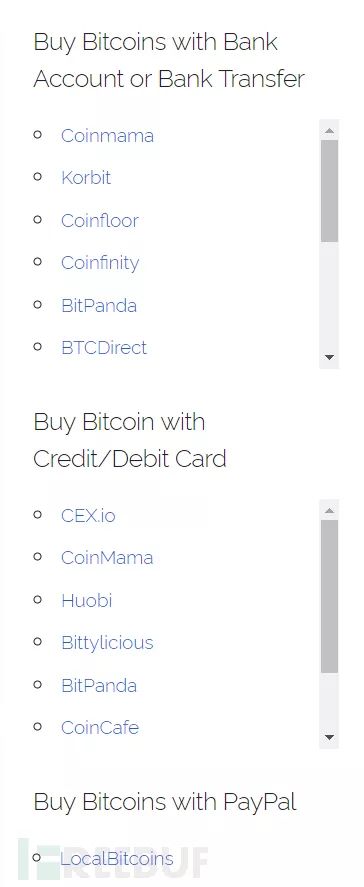 Buy Bitcoins with Bank
Account or Bank Transfer
Coinmama
Korbit
Coinfloor
Coinfinity
BitPanda
BTCDirect
Buy Bitcoin with
Credit/Debit Card
CEX.io
CoinMama
Huobi
Bittylicious
BitPanda
CoinCafe
Buy Bitcoins with PayPal
LocalBitcoins
FREEBUF